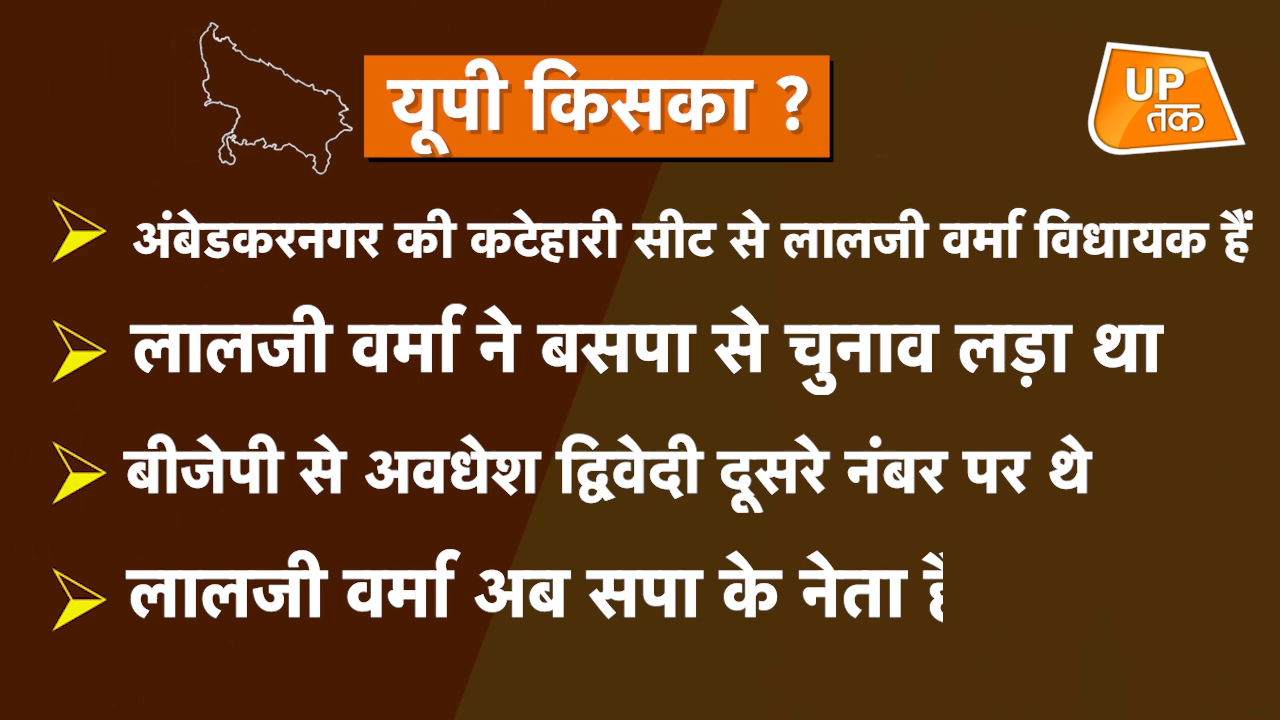 यूपी किसका ?
UP
तक
अंबेडकरनगर की कटेहारी सीट से लालजी वर्मा विधायक हैं
लालजी वर्मा ने बसपा से चुनाव लड़ा था
बीजेपी से अवधेश द्विवेदी दूसरे नंबर पर थे
लालजी वर्मा अब सपा के नेता